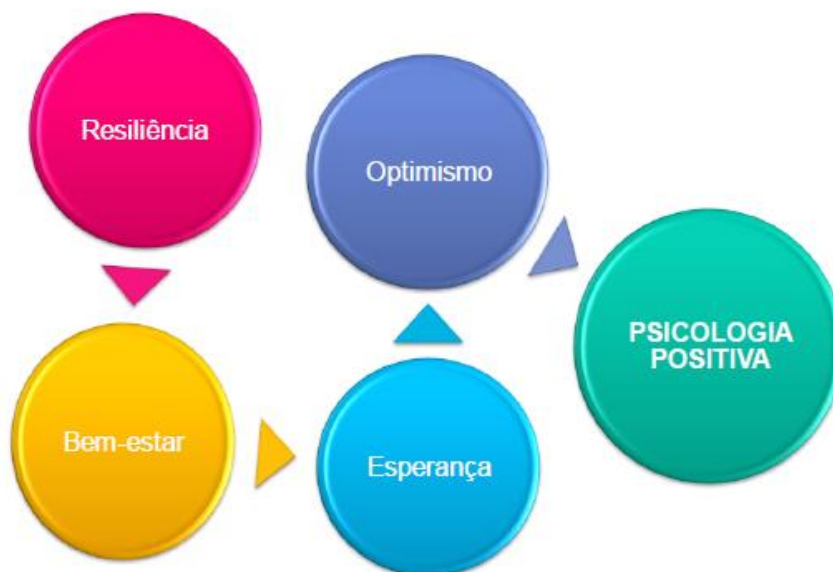 Resiliência
Bem-estar
Esperança
Optimismo
PSICOLOGIA
POSITIVA